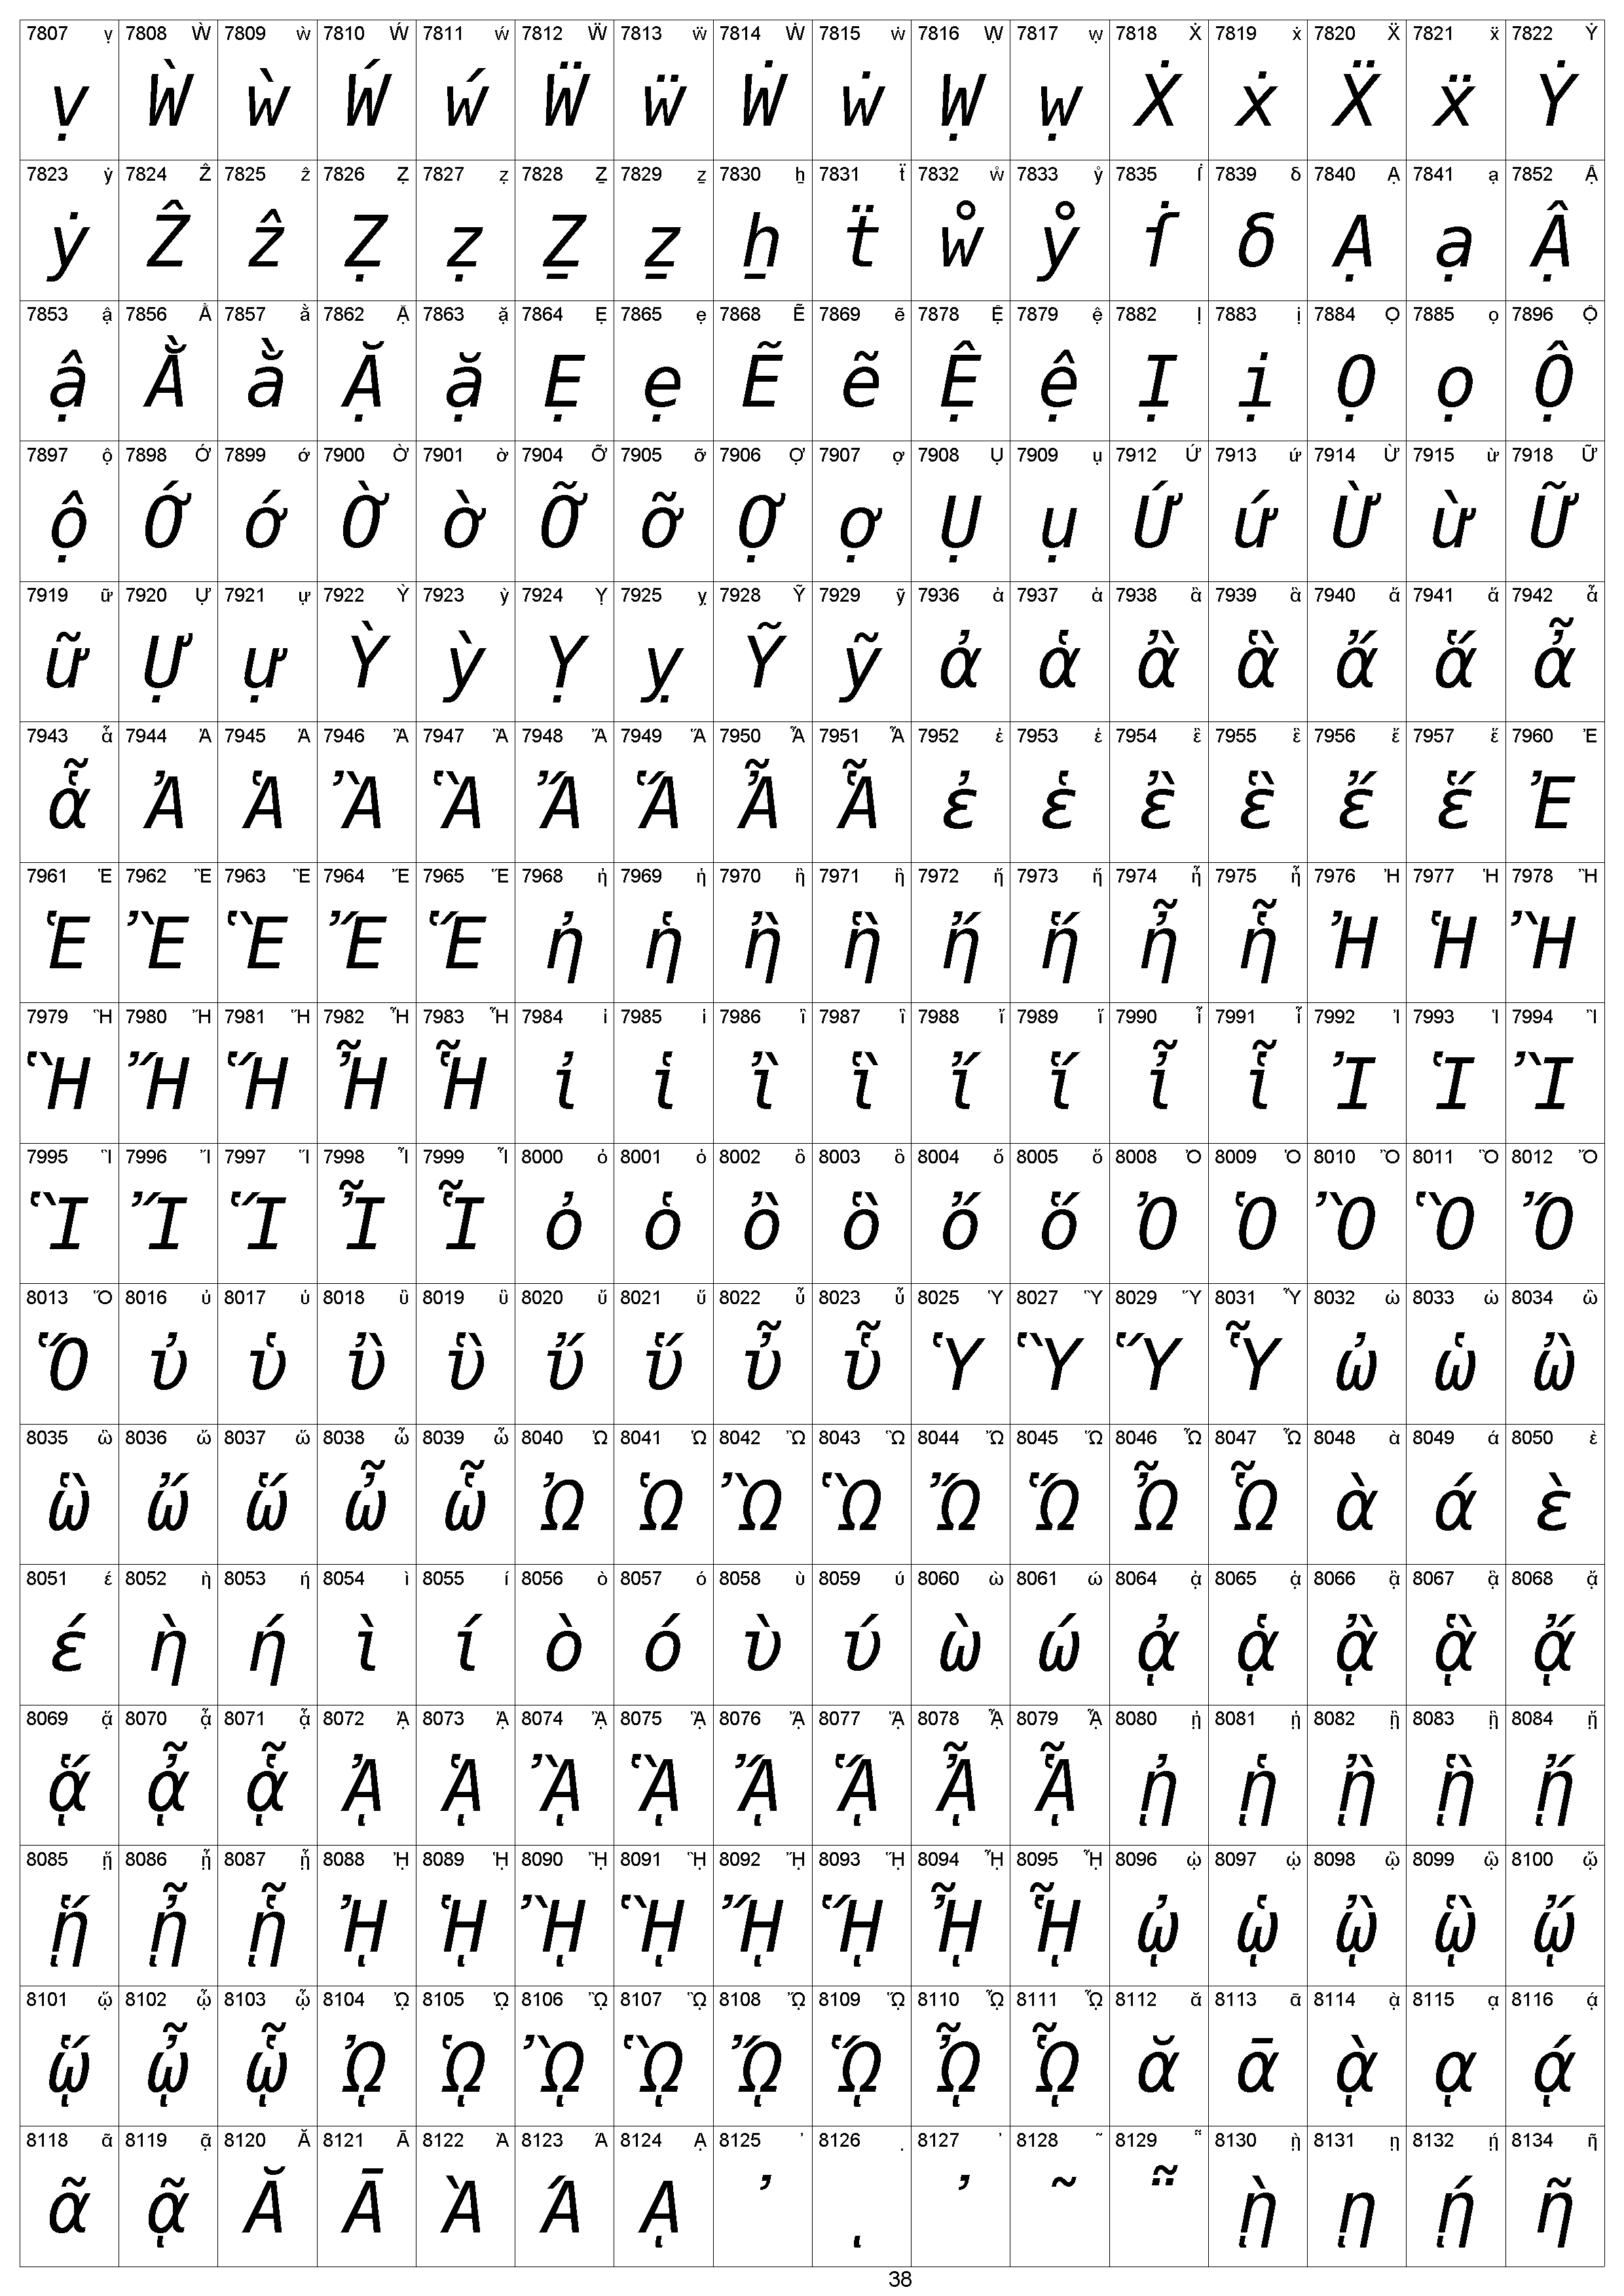 7807 ṿ 7808 Ẁ 7809 ẁ 7810 Ẃ 7811 ẃ 7812 Ẅ 7813 ẅ 7814 Ẇ 7815 ẇ 7816 Ẉ 7817 ẉ 7818 Ẋ 7819 ẋ 7820 Ẍ 7821 ẍ 7822 Ẏ
ṿ Ẁ ẁ Ẃ ẃ Ẅ ẅ Ẇ ẇ Ẉ ẉ Ẋ ẋ Ẍ ẍ Ẏ
7823 ẏ 7824 Ẑ 7825 ẑ 7826 Ẓ 7827 ẓ 7828 Ẕ 7829 ẕ 7830 ẖ 7831 ẗ 7832 ẘ 7833 ẙ 7835 ẛ 7839 ẟ 7840 Ạ 7841 ạ 7852 Ậ
ẏ Ẑ ẑ Ẓ ẓ Ẕ ẕ ẖ ẗ ẘ ẙ ẛ ẟ Ạ ạ Ậ
7853 ậ 7856 Ằ 7857 ằ 7862 Ặ 7863 ặ 7864 Ẹ 7865 ẹ 7868 Ẽ 7869 ẽ 7878 Ệ 7879 ệ 7882 Ị 7883 ị 7884 Ọ 7885 ọ 7896 Ộ
ậ Ằ ằ Ặ ặ Ẹ ẹ Ẽ ẽ Ệ ệ Ị ị Ọ ọ Ộ
7897 ộ 7898 Ớ 7899 ớ 7900 Ờ 7901 ờ 7904 Ỡ 7905 ỡ 7906 Ợ 7907 ợ 7908 Ụ 7909 ụ 7912 Ứ 7913 ứ 7914 Ừ 7915 ừ 7918 Ữ
ộ Ớ ớ Ờ ờ Ỡ ỡ Ợ ợ Ụ ụ Ứ ứ Ừ ừ Ữ
7919 ữ 7920 Ự 7921 ự 7922 Ỳ 7923 ỳ 7924 Ỵ 7925 ỵ 7928 Ỹ 7929 ỹ 7936 ἀ 7937 ἁ 7938 ἂ 7939 ἃ 7940 ἄ 7941 ἅ 7942 ἆ
ữ Ự ự Ỳ ỳ Ỵ ỵ Ỹ ỹ ἀ ἁ ἂ ἃ ἄ ἅ ἆ
7943 ἇ 7944 Ἀ 7945 Ἁ 7946 Ἂ 7947 Ἃ 7948 Ἄ 7949 Ἅ 7950 Ἆ 7951 Ἇ 7952 ἐ 7953 ἑ 7954 ἒ 7955 ἓ 7956 ἔ 7957 ἕ 7960 Ἐ
ἇ Ἀ Ἁ Ἂ Ἃ Ἄ Ἅ Ἆ Ἇ ἐ ἑ ἒ ἓ ἔ ἕ Ἐ
7961 Ἑ 7962 Ἒ 7963 Ἓ 7964 Ἔ 7965 Ἕ 7968 ἠ 7969 ἡ 7970 ἢ 7971 ἣ 7972 ἤ 7973 ἥ 7974 ἦ 7975 ἧ 7976 Ἠ 7977 Ἡ 7978 Ἢ
Ἑ Ἒ Ἓ Ἔ Ἕ ἠ ἡ ἢ ἣ ἤ ἥ ἦ ἧ Ἠ Ἡ Ἢ
7979 Ἣ 7980 Ἤ 7981 Ἥ 7982 Ἦ 7983 Ἧ 7984 ἰ 7985 ἱ 7986 ἲ 7987 ἳ 7988 ἴ 7989 ἵ 7990 ἶ 7991 ἷ 7992 Ἰ 7993 Ἱ 7994 Ἲ
Ἣ Ἤ Ἥ Ἦ Ἧ ἰ ἱ ἲ ἳ ἴ ἵ ἶ ἷ Ἰ Ἱ Ἲ
7995 Ἳ 7996 Ἴ 7997 Ἵ 7998 Ἶ 7999 Ἷ 8000 ὀ 8001 ὁ 8002 ὂ 8003 ὃ 8004 ὄ 8005 ὅ 8008 Ὀ 8009 Ὁ 8010 Ὂ 8011 Ὃ 8012 Ὄ
Ἳ Ἴ Ἵ Ἶ Ἷ ὀ ὁ ὂ ὃ ὄ ὅ Ὀ Ὁ Ὂ Ὃ Ὄ
8013 Ὅ 8016 ὐ 8017 ὑ 8018 ὒ 8019 ὓ 8020 ὔ 8021 ὕ 8022 ὖ 8023 ὗ 8025 Ὑ 8027 Ὓ 8029 Ὕ 8031 Ὗ 8032 ὠ 8033 ὡ 8034 ὢ
Ὅ ὐ ὑ ὒ ὓ ὔ ὕ ὖ ὗ Ὑ Ὓ Ὕ Ὗ ὠ ὡ ὢ
8035 ὣ 8036 ὤ 8037 ὥ 8038 ὦ 8039 ὧ 8040 Ὠ 8041 Ὡ 8042 Ὢ 8043 Ὣ 8044 Ὤ 8045 Ὥ 8046 Ὦ 8047 Ὧ 8048 ὰ 8049 ά 8050 ὲ
ὣ ὤ ὥ ὦ ὧ Ὠ Ὡ Ὢ Ὣ Ὤ Ὥ Ὦ Ὧ ὰ ά ὲ
8051 έ 8052 ὴ 8053 ή 8054 ὶ 8055 ί 8056 ὸ 8057 ό 8058 ὺ 8059 ύ 8060 ὼ 8061 ώ 8064 ᾀ 8065 ᾁ 8066 ᾂ 8067 ᾃ 8068 ᾄ
έ ὴ ή ὶ ί ὸ ό ὺ ύ ὼ ώ ᾀ ᾁ ᾂ ᾃ ᾄ
8069 ᾅ 8070 ᾆ 8071 ᾇ 8072 ᾈ 8073 ᾉ 8074 ᾊ 8075 ᾋ 8076 ᾌ 8077 ᾍ 8078 ᾎ 8079 ᾏ 8080 ᾐ 8081 ᾑ 8082 ᾒ 8083 ᾓ 8084 ᾔ
ᾅ ᾆ ᾇ ᾈ ᾉ ᾊ ᾋ ᾌ ᾍ ᾎ ᾏ ᾐ ᾑ ᾒ ᾓ ᾔ
8085 ᾕ 8086 ᾖ 8087 ᾗ 8088 ᾘ 8089 ᾙ 8090 ᾚ 8091 ᾛ 8092 ᾜ 8093 ᾝ 8094 ᾞ 8095 ᾟ 8096 ᾠ 8097 ᾡ 8098 ᾢ 8099 ᾣ 8100 ᾤ
ᾕ ᾖ ᾗ ᾘ ᾙ ᾚ ᾛ ᾜ ᾝ ᾞ ᾟ ᾠ ᾡ ᾢ ᾣ ᾤ
8101 ᾥ 8102 ᾦ 8103 ᾧ 8104 ᾨ 8105 ᾩ 8106 ᾪ 8107 ᾫ 8108 ᾬ 8109 ᾭ 8110 ᾮ 8111 ᾯ 8112 ᾰ 8113 ᾱ 8114 ᾲ 8115 ᾳ 8116 ᾴ
ᾥ ᾦ ᾧ ᾨ ᾩ ᾪ ᾫ ᾬ ᾭ ᾮ ᾯ ᾰ ᾱ ᾲ ᾳ ᾴ
8118 ᾶ 8119 ᾷ 8120 Ᾰ 8121 Ᾱ 8122 Ὰ 8123 Ά 8124 ᾼ 8125 ᾽ 8126 ι 8127 ᾿ 8128 ῀ 8129 ῁ 8130 ῂ 8131 ῃ 8132 ῄ 8134 ῆ
ᾶ ᾷ Ᾰ Ᾱ Ὰ Ά ᾼ ᾽ ι ᾿ ῀ ῁ ῂ ῃ ῄ ῆ
38